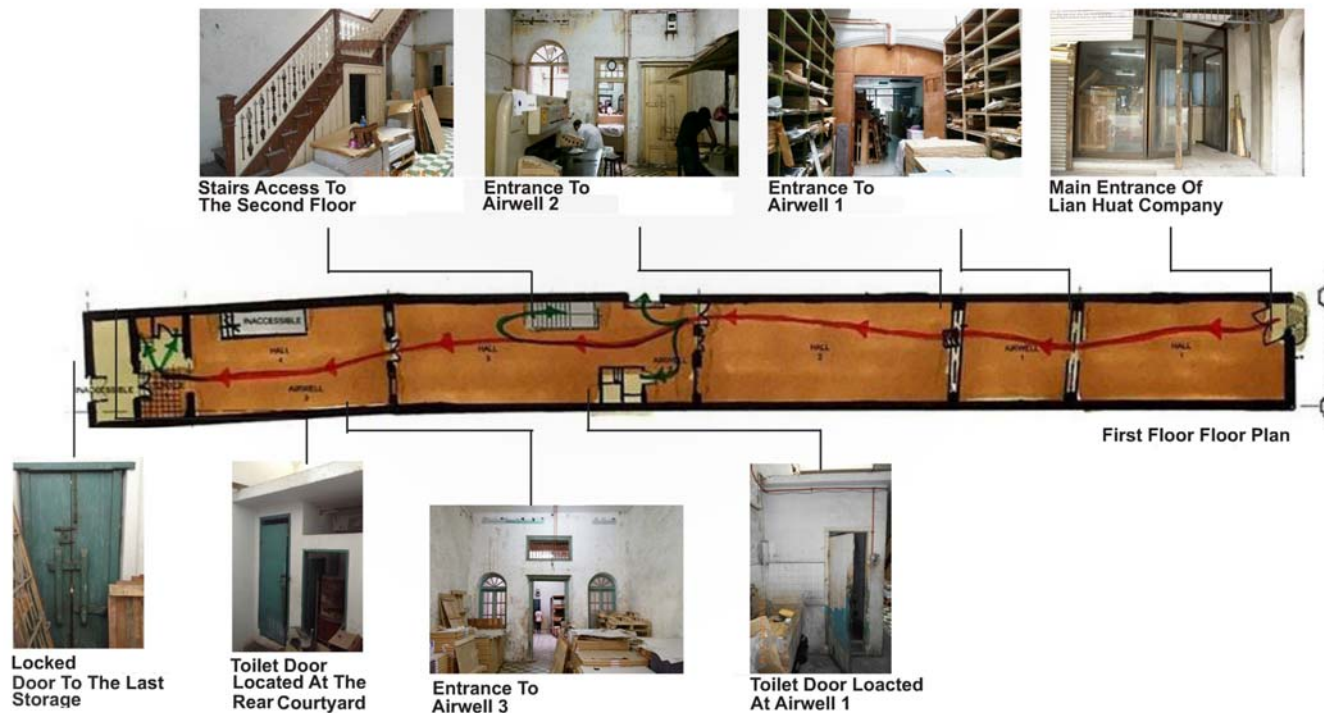 Stairs Access To
The Second Floor
Entrance To
Airwell 2
Entrance To
Airwell 1
Main Entrance Of
Lian Huat Company
INACCESSIBLE
HALL
4
AIRWELL
3
HALL
3
AIRWELL
HALL
2
AIRWELL
1
HALL
1
INACCESSIBLE
First Floor Floor Plan
Locked
Door To The Last
Storage
Toilet Door
Located At The
Rear Courtyard
Entrance To
Airwell 3
Toilet Door Loacted
At Airwell 1